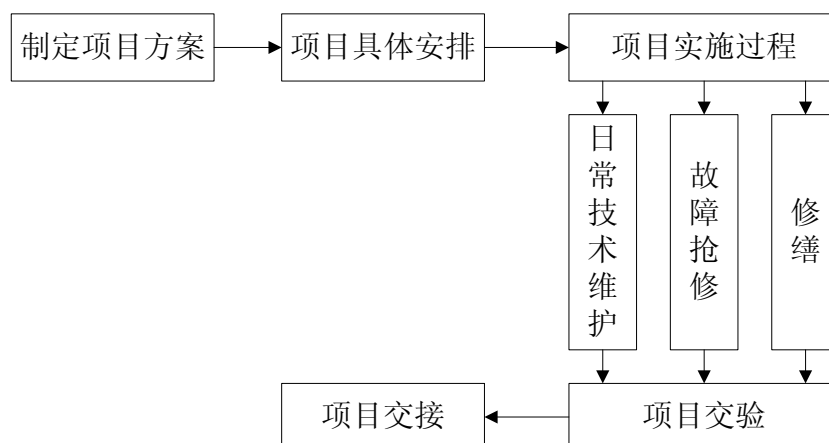 制定项目方案
项目具体安排
项目实施过程
日常技术维护
故障抢修
修缮
项目交接
项目交验